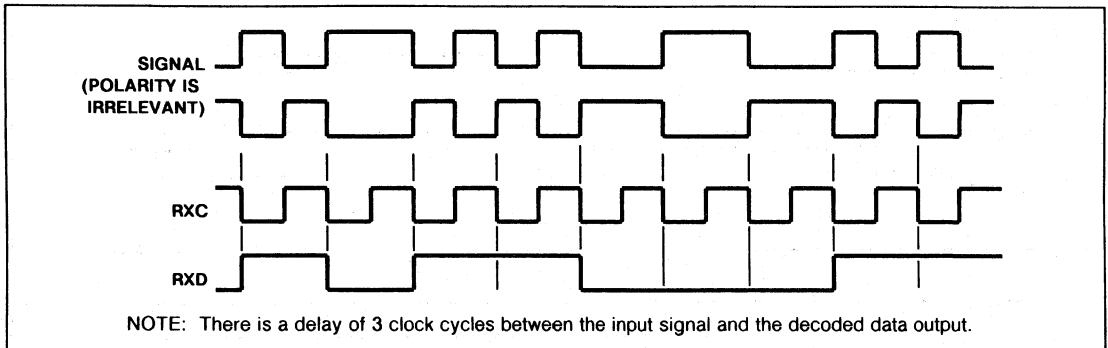 SIGNAL
(POLARITY IS
IRRELEVANT)
RXC
RXD
NOTE: There is a delay of 3 clock cycles between the input signal and the decoded data output.